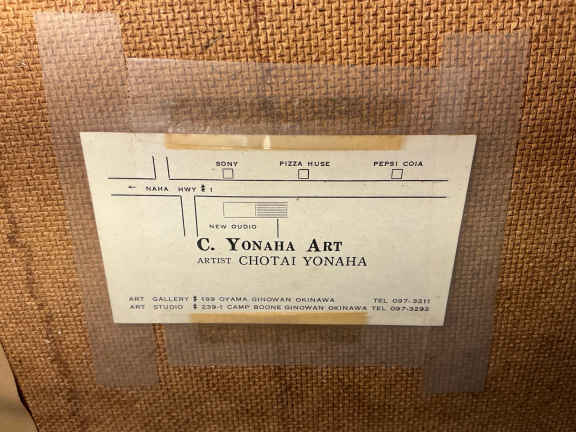 SONY PIZZA HUSE PEPSI COIA
← NAHA HWY $ 1
NEW OUDIO
C. YONAHA ART
ARTIST CHOTAI YONAHA
ART GALLERY $ 199 OYAMA GINOWAN OKINAWA TEL 097-3211
ART STUDIO $ 239-1 CAMP BOONE GINOWAN OKINAWA TEL 097-3292